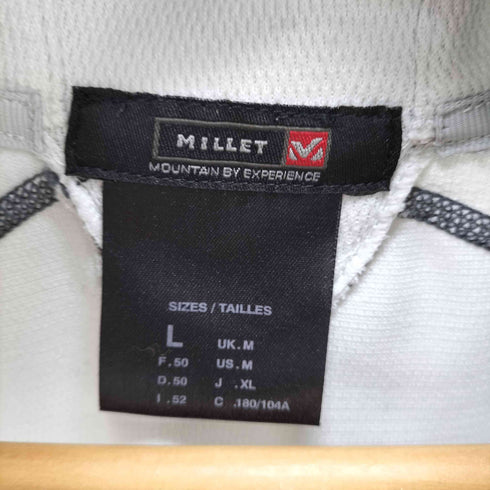 MILLET
MOUNTAIN BY EXPERIENCE
SIZES / TAILLES
L UK.M
F.50 US.M
D.50 J .XL
I .52 C .180/104A